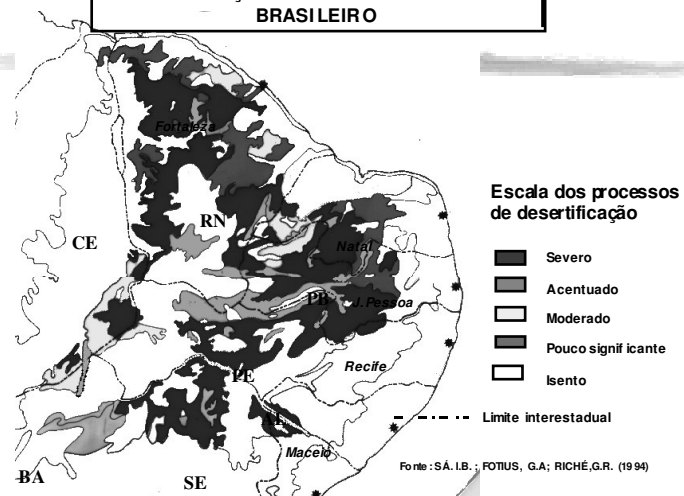 BRASILEIRO
Fortaleza
RN
CE
Natal
PB
J.Pessoa
Recife
PE
AL
Maceió
BA
SE
Escala dos processos
de desertificação
Severo
Acentuado
Moderado
Pouco significante
Isento
Limite interestadual
Fonte: SÁ. I.B. ; FOTIUS, G.A; RICHÉ,G.R. (1994)